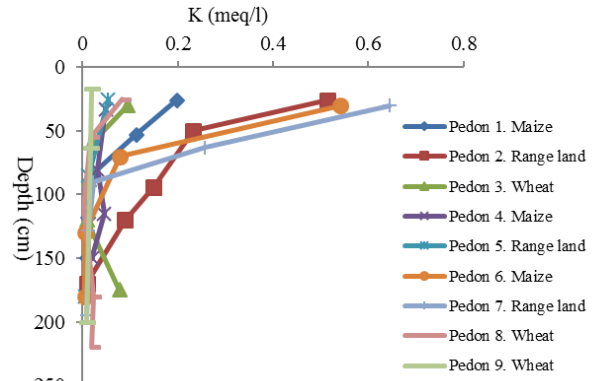 K (meq/l)
0 0.2 0.4 0.6 0.8
0
50
100
150
200
250
Depth (cm)
Pedon 1. Maize
Pedon 2. Range land
Pedon 3. Wheat
Pedon 4. Maize
Pedon 5. Range land
Pedon 6. Maize
Pedon 7. Range land
Pedon 8. Wheat
Pedon 9. Wheat